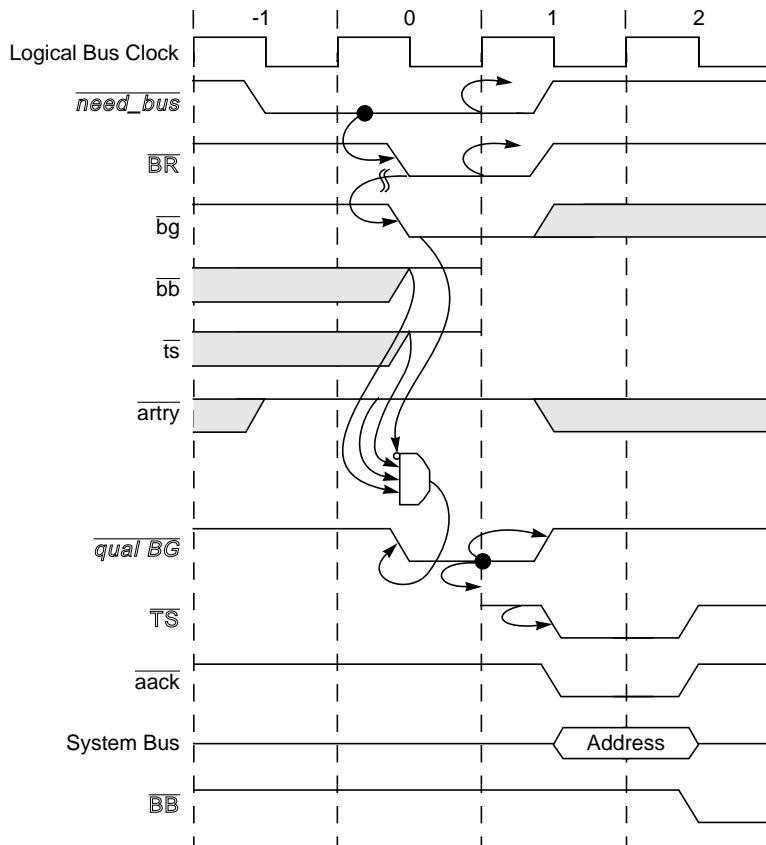 -1 0 1 2
Logical Bus Clock
need_bus
BR
bg
bb
ts
artry
qual BG
TS
aack
System Bus Address
BB